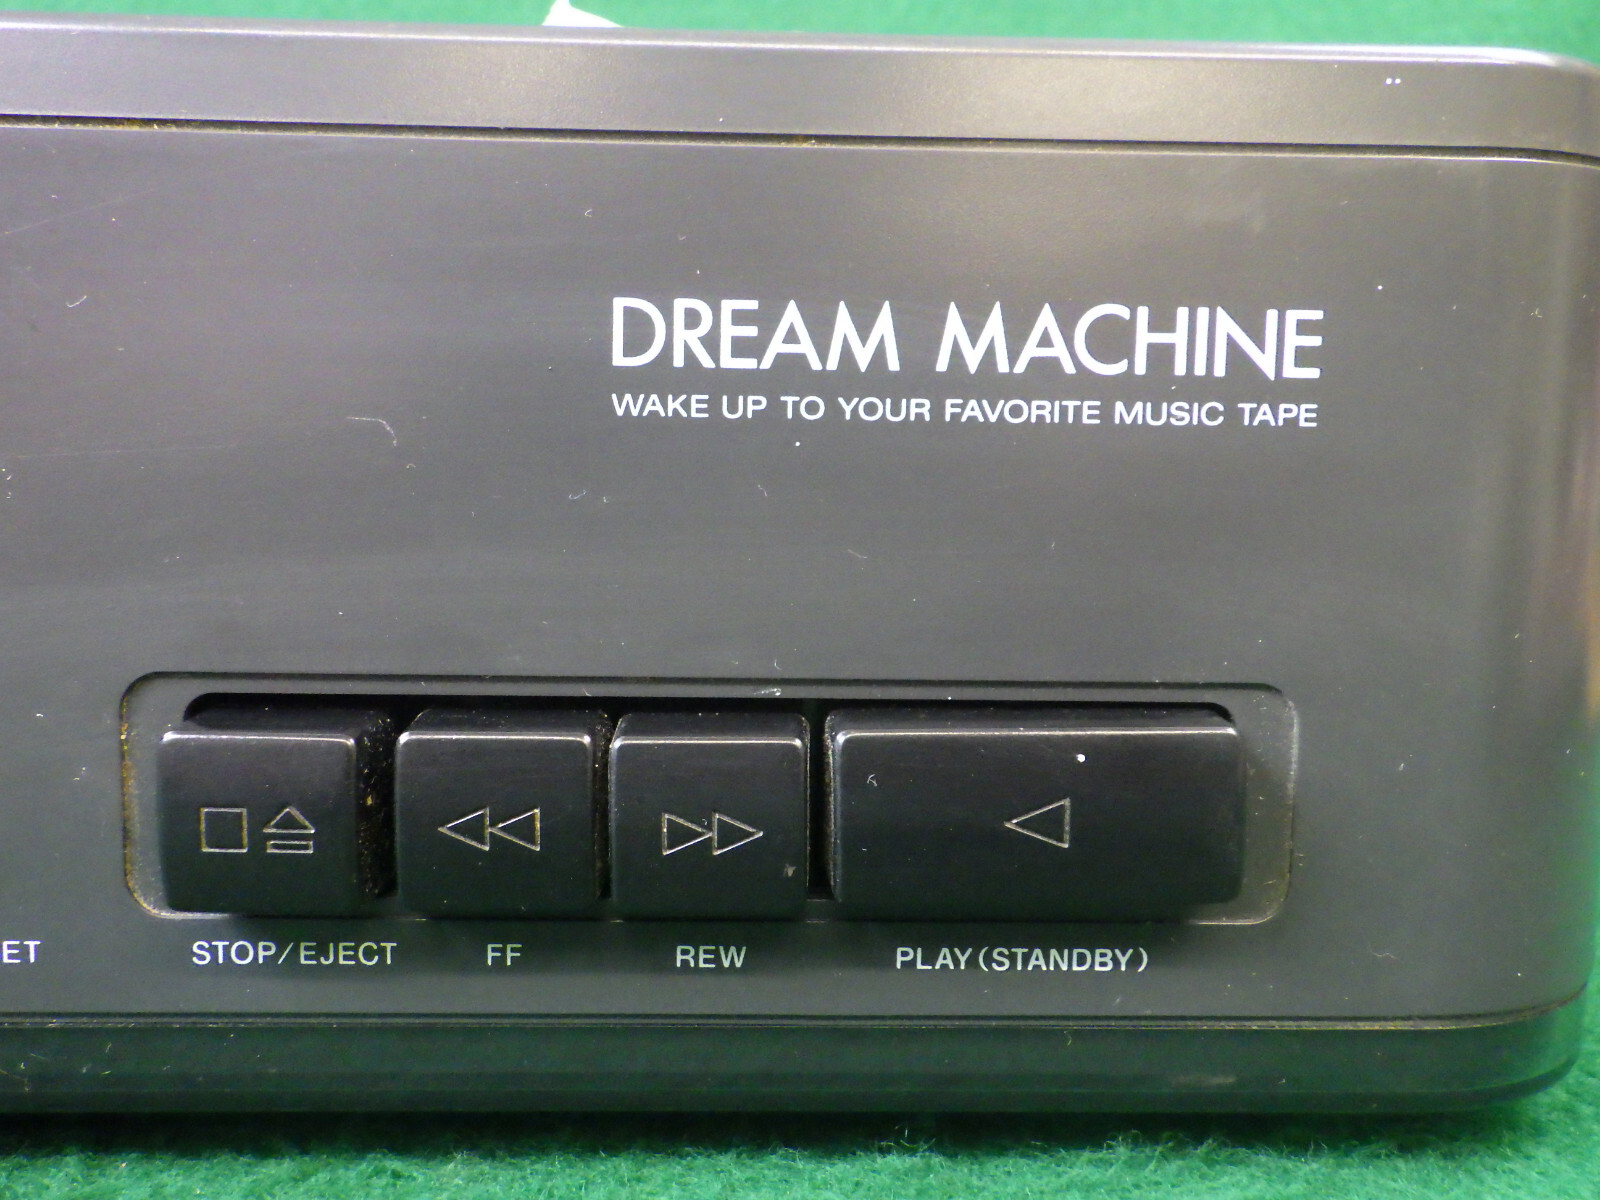 DREAM MACHINE
WAKE UP TO YOUR FAVORITE MUSIC TAPE
ET STOP/EJECT FF REW PLAY(STANDBY)